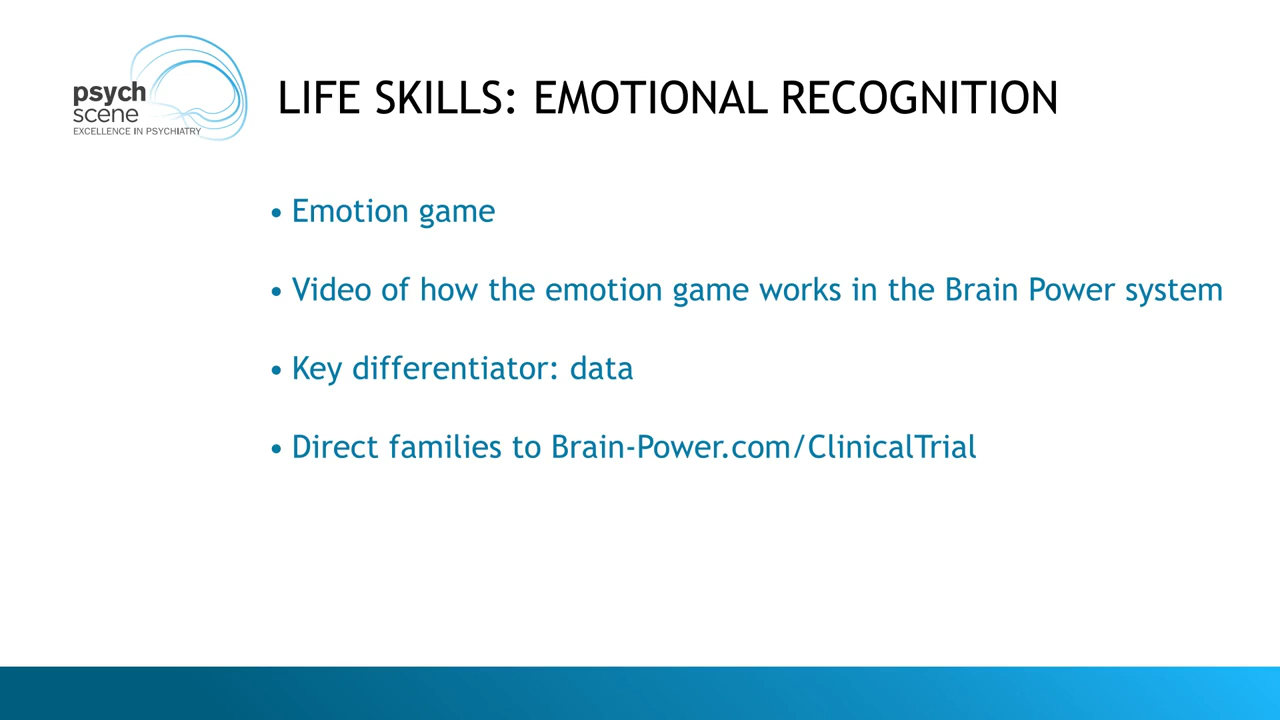 psych
scene
EXCELLENCE IN PSYCHIATRY
LIFE SKILLS: EMOTIONAL RECOGNITION
• Emotion game
• Video of how the emotion game works in the Brain Power system
• Key differentiator: data
• Direct families to Brain-Power.com/ClinicalTrial